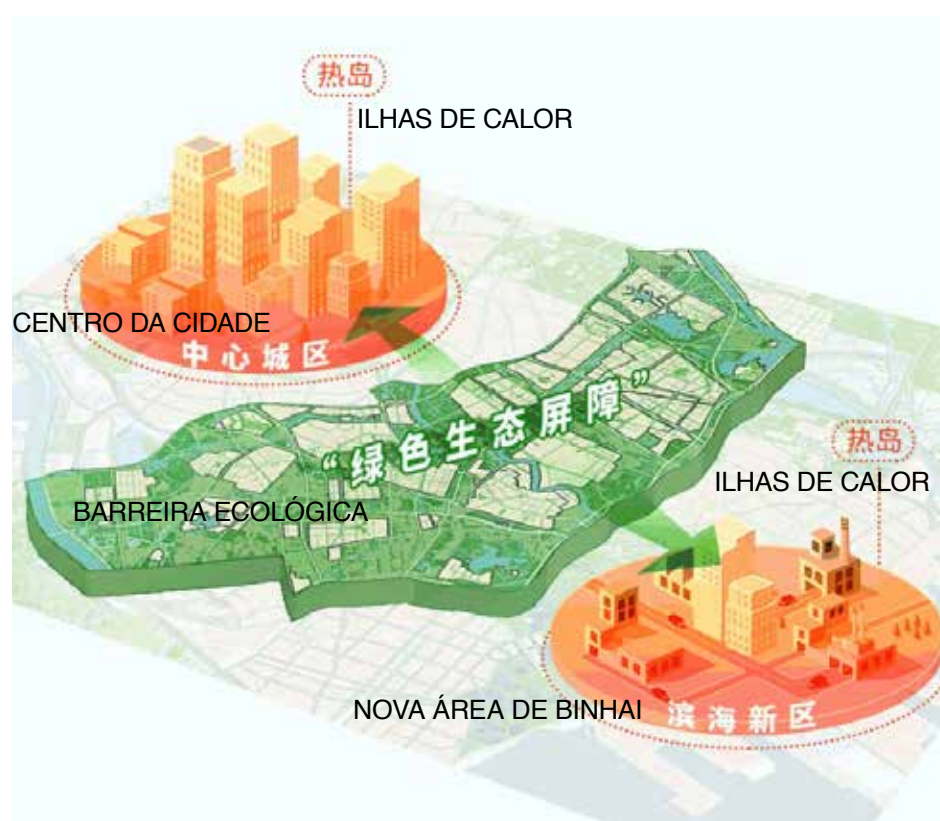 热岛
ILHAS DE CALOR
CENTRO DA CIDADE
中心城区
“绿色生态屏障”
热岛
ILHAS DE CALOR
BARREIRA ECOLÓGICA
NOVA ÁREA DE BINHAI
滨海新区